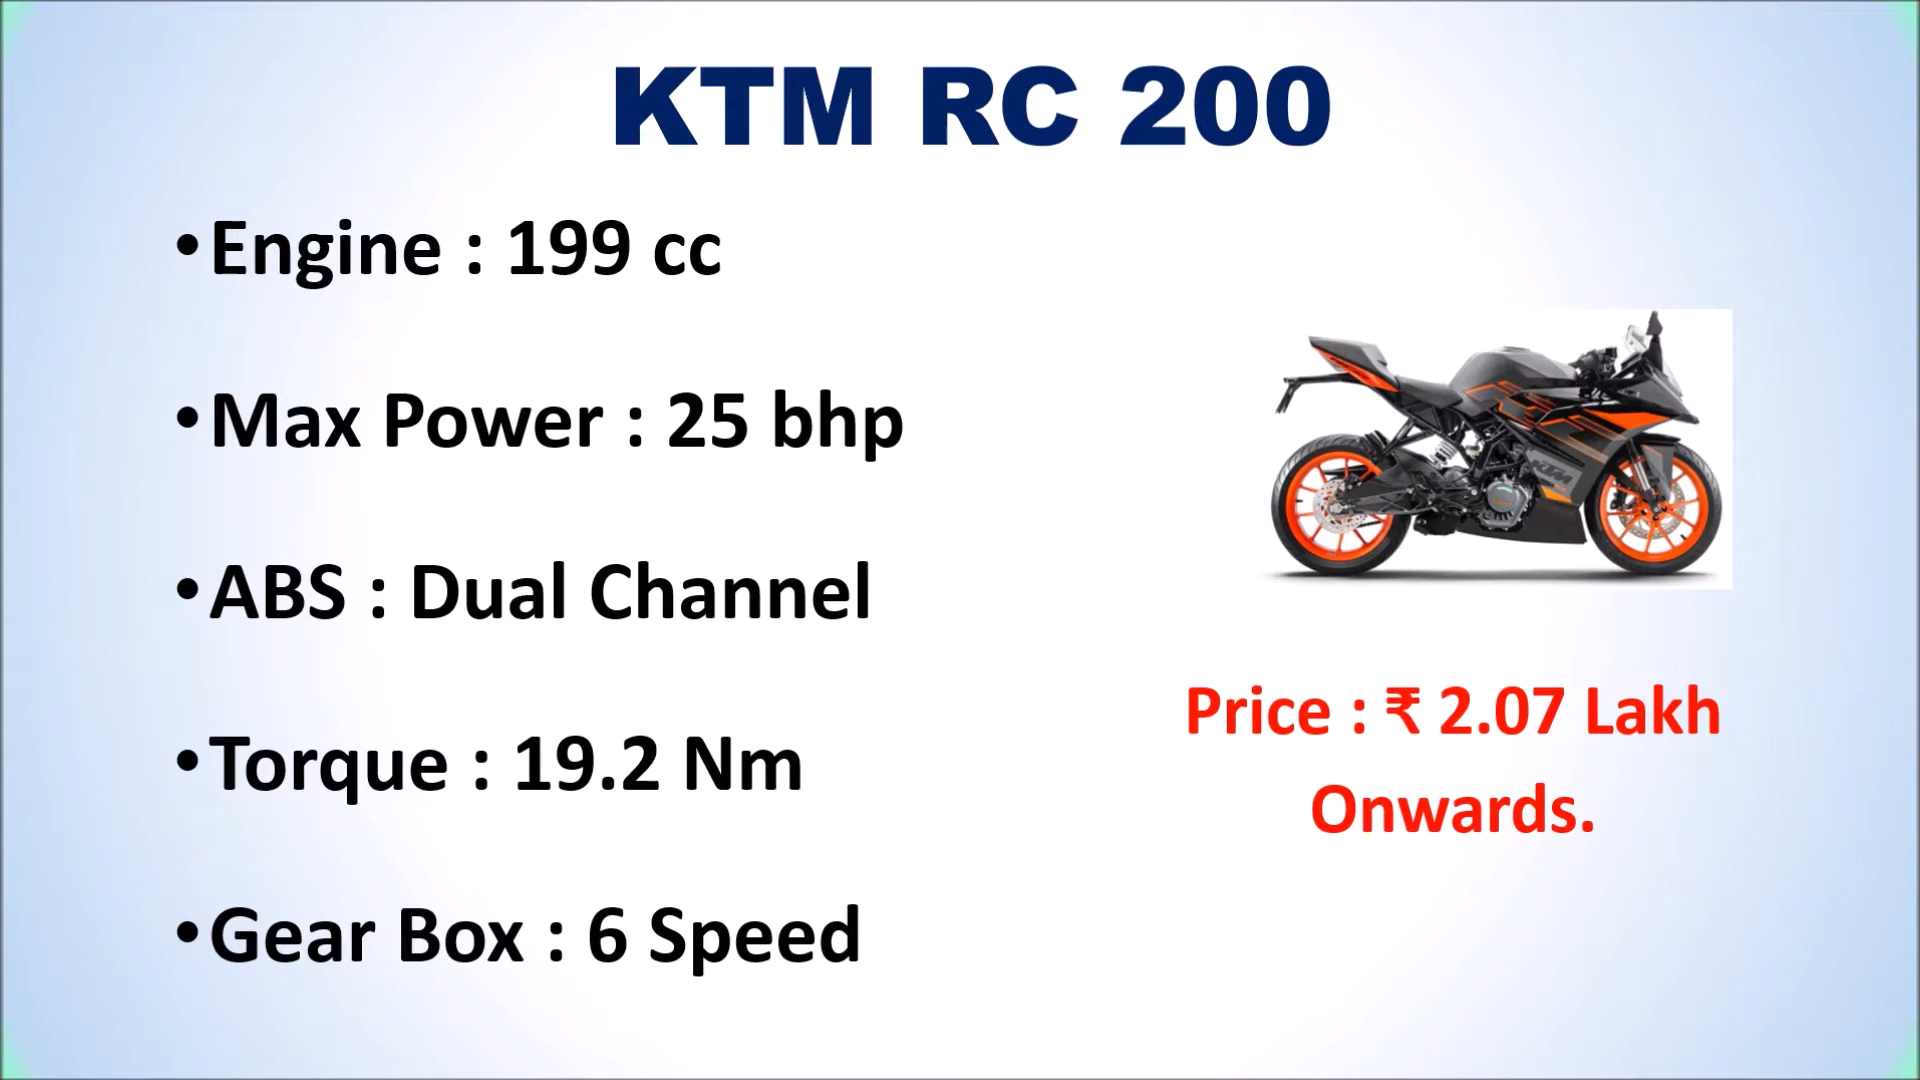 KTM RC 200
•Engine : 199 cc
•Max Power : 25 bhp
•ABS : Dual Channel
•Torque : 19.2 Nm
•Gear Box : 6 Speed
KTM
Price : ₹ 2.07 Lakh
Onwards.